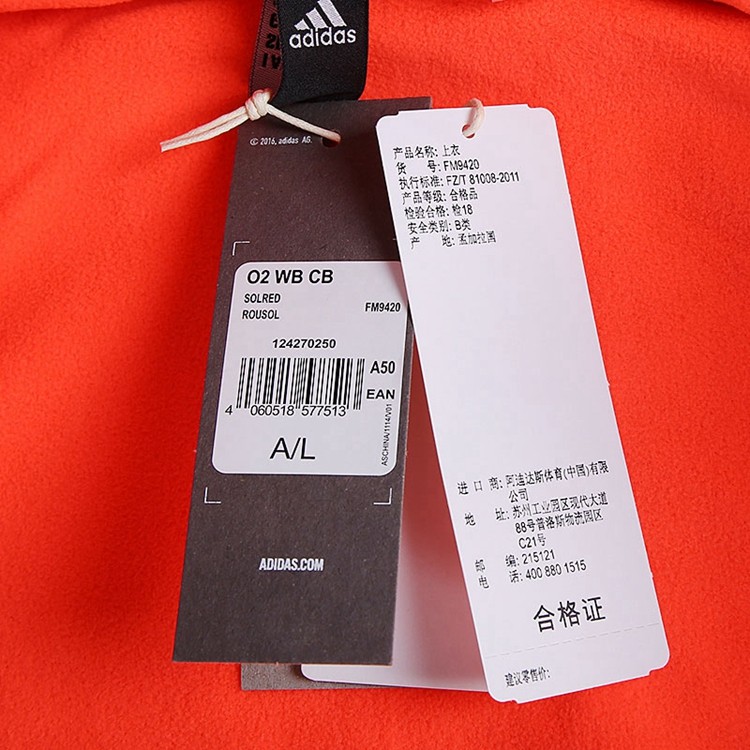 adidas
© 2016, adidas AG.
O2 WB CB
SOLRED
ROUSOL
FM9420
124270250
A50
EAN
4 060518 577513
ASCHINA/1114/V01
A/L
ADIDAS.COM
产品名称: 上衣
货 号: FM9420
执行标准: FZ/T 81008-2011
产品等级: 合格品
检验合格: 检18
安全类别: B类
产 地: 孟加拉国
进 口 商: 阿迪达斯体育(中国)有限
公司
地 址: 苏州工业园区现代大道
88号普洛斯物流园区
C21号
邮 编: 215121
电 话: 400 880 1515
合格证
建议零售价: